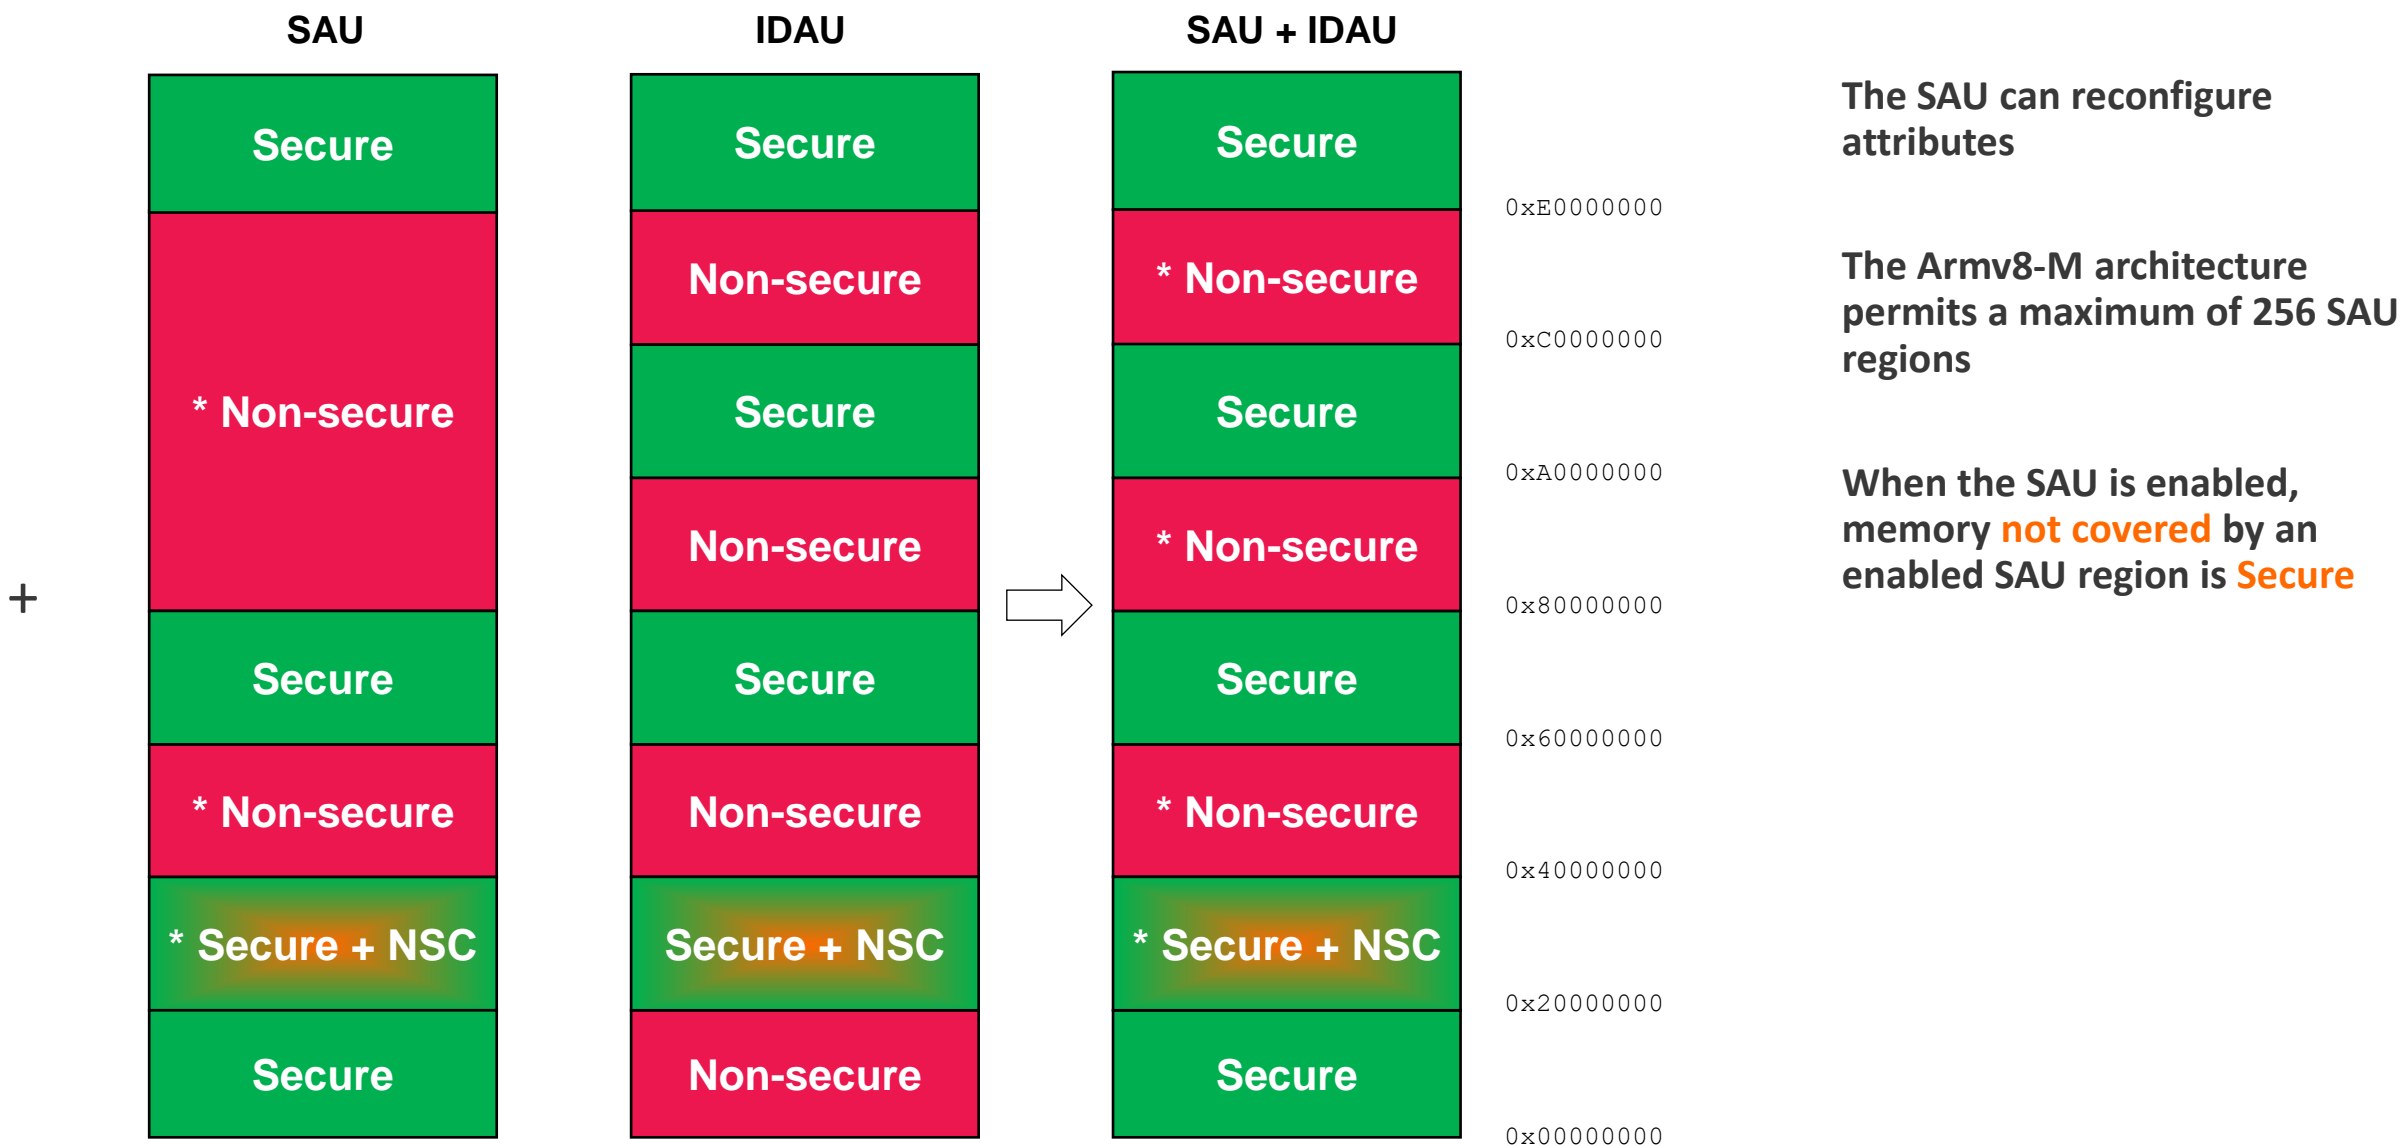 SAU
IDAU
SAU + IDAU
Secure
* Non-secure
Secure
* Non-secure
* Secure + NSC
Secure
+
Secure
Non-secure
Secure
Non-secure
Secure
Non-secure
Secure + NSC
Non-secure
Secure
* Non-secure
Secure
* Non-secure
Secure
* Non-secure
* Secure + NSC
Secure
0xE0000000
0xC0000000
0xA0000000
0x80000000
0x60000000
0x40000000
0x20000000
0x00000000
The SAU can reconfigure
attributes
The Armv8-M architecture
permits a maximum of 256 SAU
regions
When the SAU is enabled,
memory not covered by an
enabled SAU region is Secure